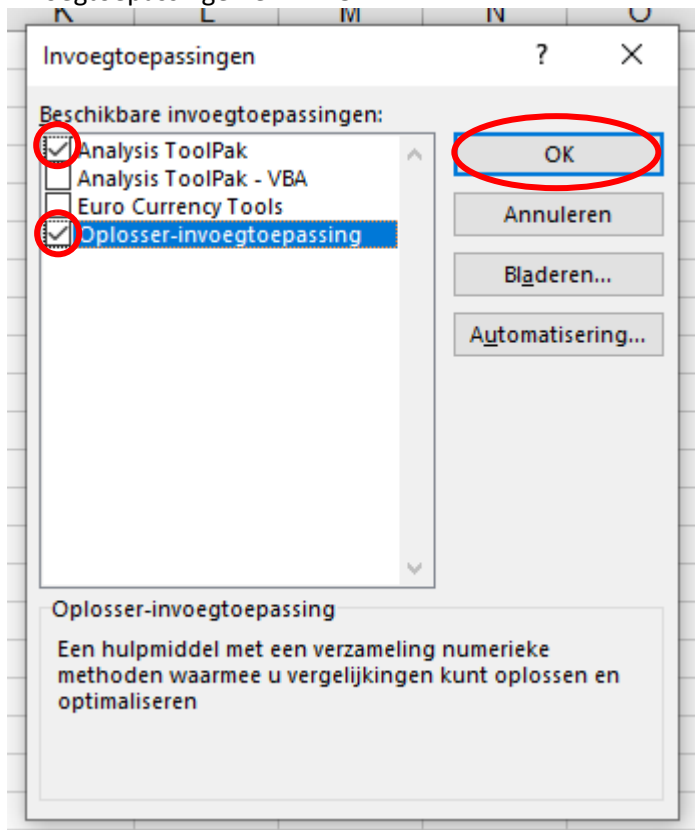 K L M N O
Invoegtoepassingen ? ×
Beschikbare invoegtoepassingen:
Analysis ToolPak
Analysis ToolPak - VBA
Euro Currency Tools
Oplosser-invoegtoepassing
OK
Annuleren
Bladeren...
Automatisering...
Oplosser-invoegtoepassing
Een hulpmiddel met een verzameling numerieke
methoden waarmee u vergelijkingen kunt oplossen en
optimaliseren